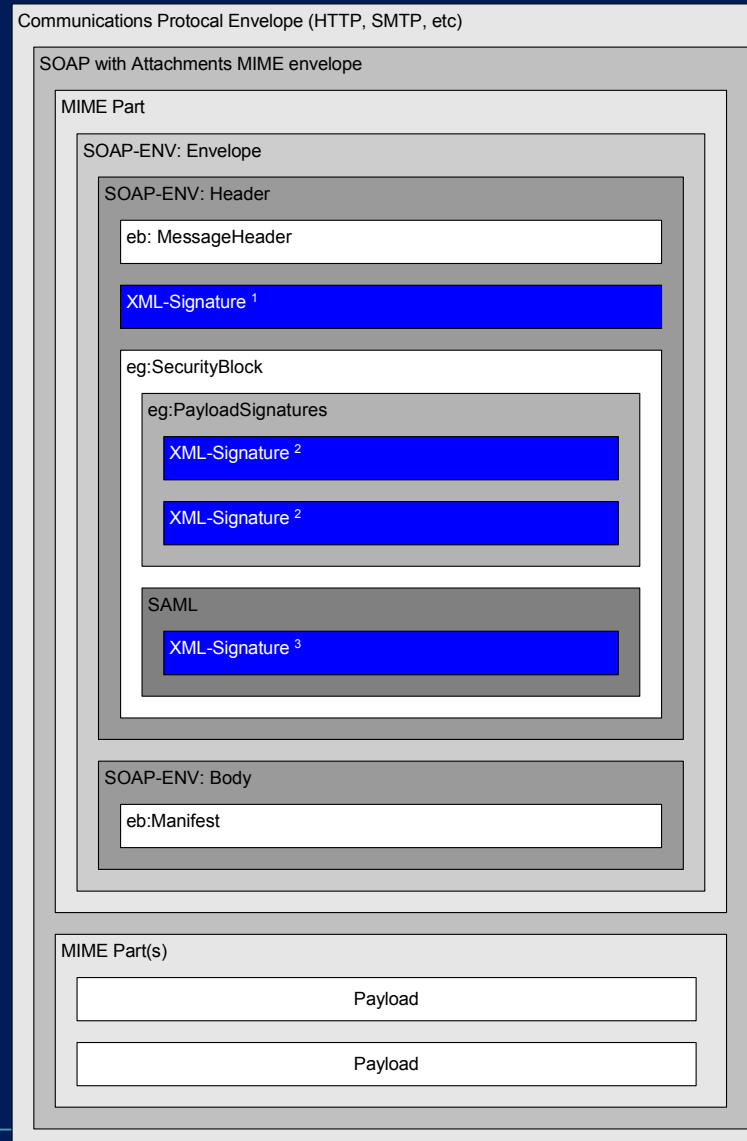 Communications Protocal Envelope (HTTP, SMTP, etc)
SOAP with Attachments MIME envelope
MIME Part
SOAP-ENV: Envelope
SOAP-ENV: Header
eb: MessageHeader
XML-Signature 1
eg:SecurityBlock
eg:PayloadSignatures
XML-Signature 2
XML-Signature 2
SAML
XML-Signature 3
SOAP-ENV: Body
eb:Manifest
MIME Part(s)
Payload
Payload